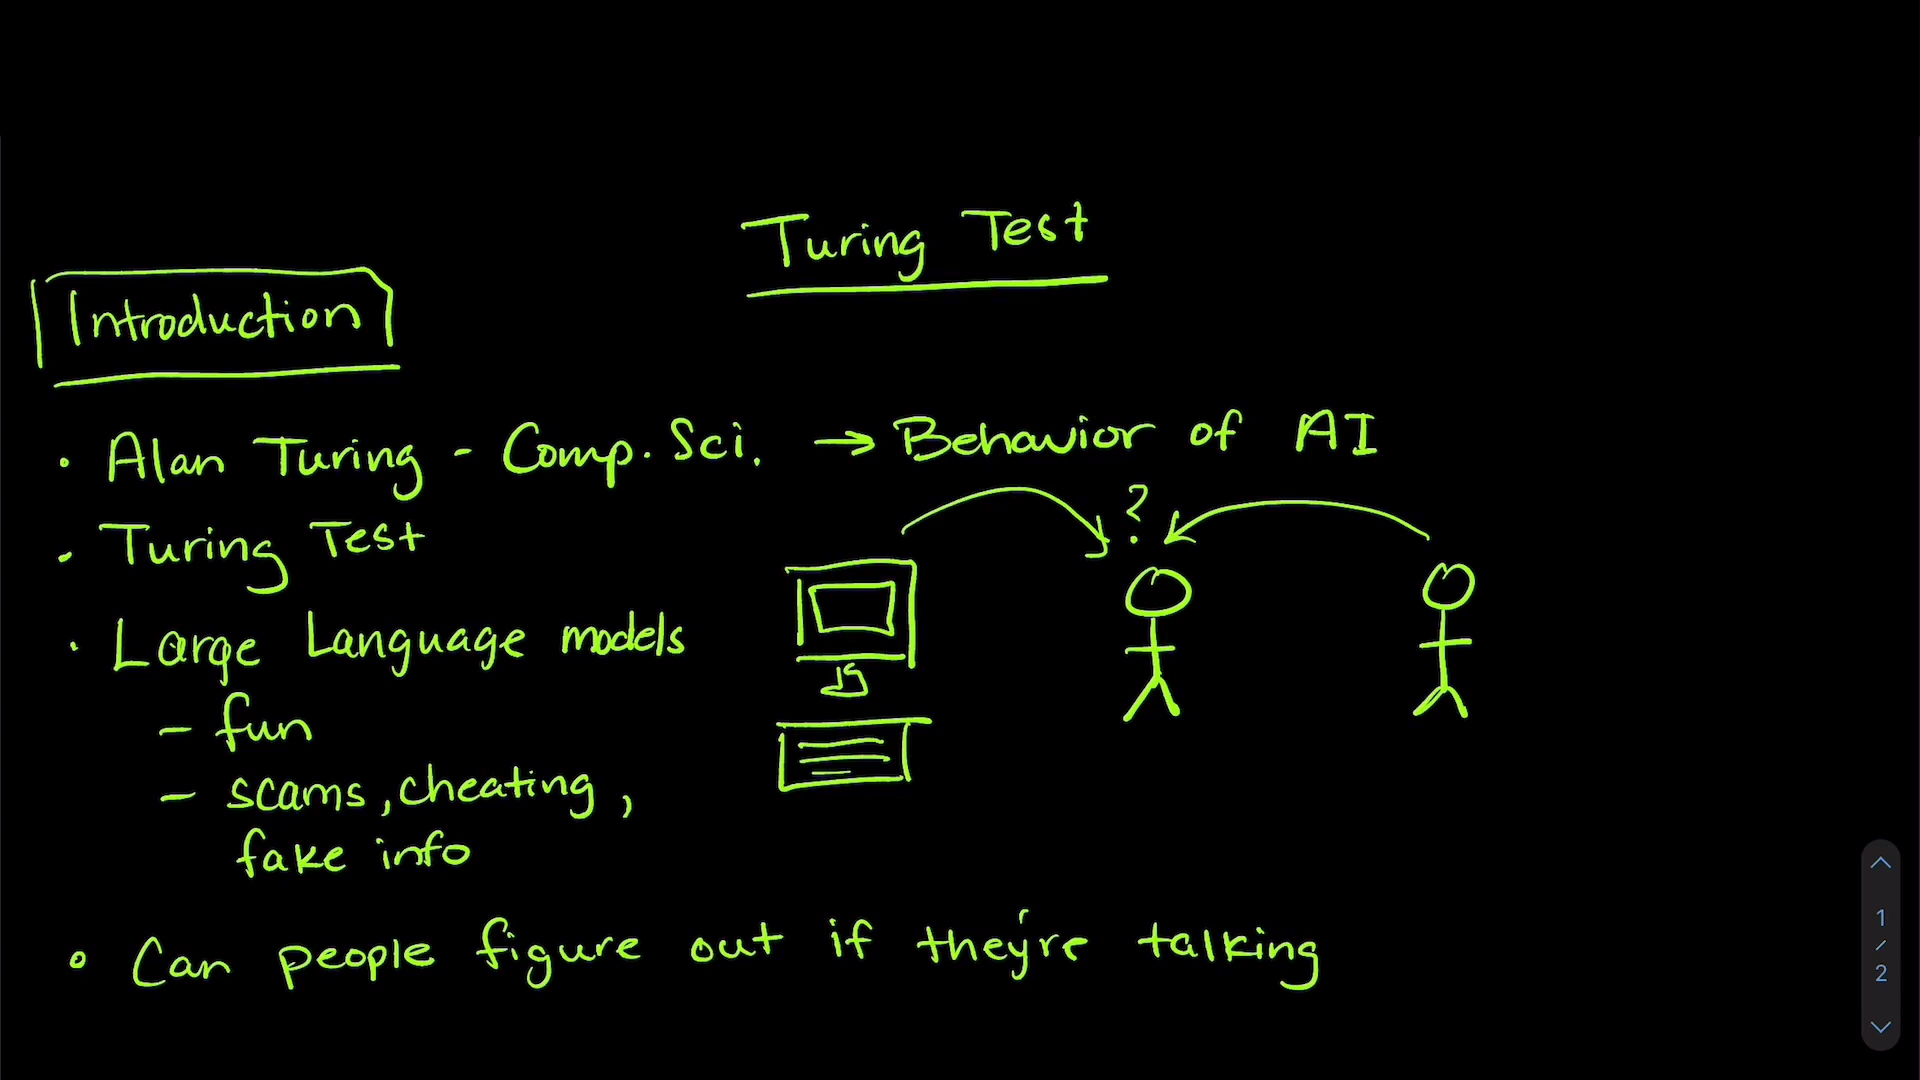 Turing Test
Introduction
• Alan Turing - Comp. Sci. → Behavior of AI
• Turing Test
?
• Large Language models
- fun
- scams, cheating,
fake info
• Can people figure out if they're talking
1
/
2